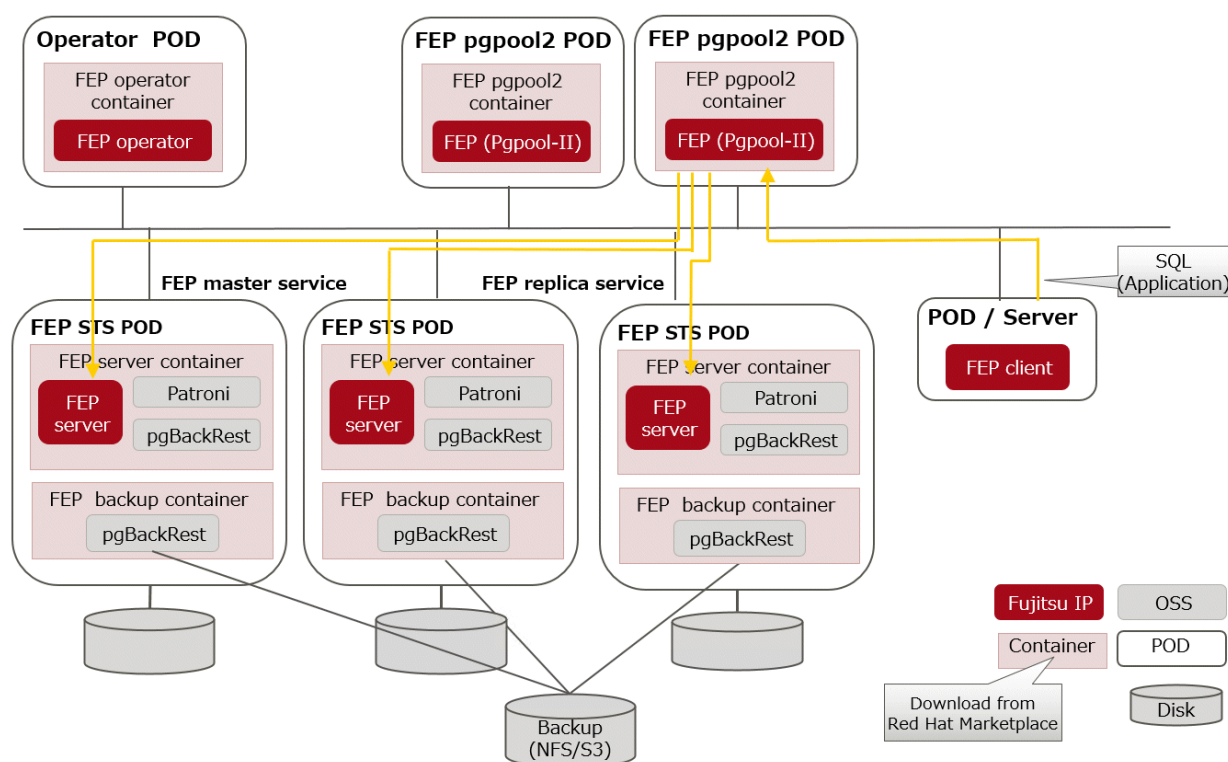 Operator POD
FEP operator
container
FEP operator
FEP pgpool2 POD
FEP pgpool2
container
FEP (Pgpool-II)
FEP pgpool2 POD
FEP pgpool2
container
FEP (Pgpool-II)
SQL
(Application)
FEP master service
FEP replica service
FEP STS POD
FEP server container
FEP
server
Patroni
pgBackRest
FEP backup container
pgBackRest
FEP STS POD
FEP server container
FEP
server
Patroni
pgBackRest
FEP backup container
pgBackRest
FEP STS POD
FEP server container
FEP
server
Patroni
pgBackRest
FEP backup container
pgBackRest
POD / Server
FEP client
Backup
(NFS/S3)
Fujitsu IP
OSS
Container
POD
Download from
Red Hat Marketplace
Disk